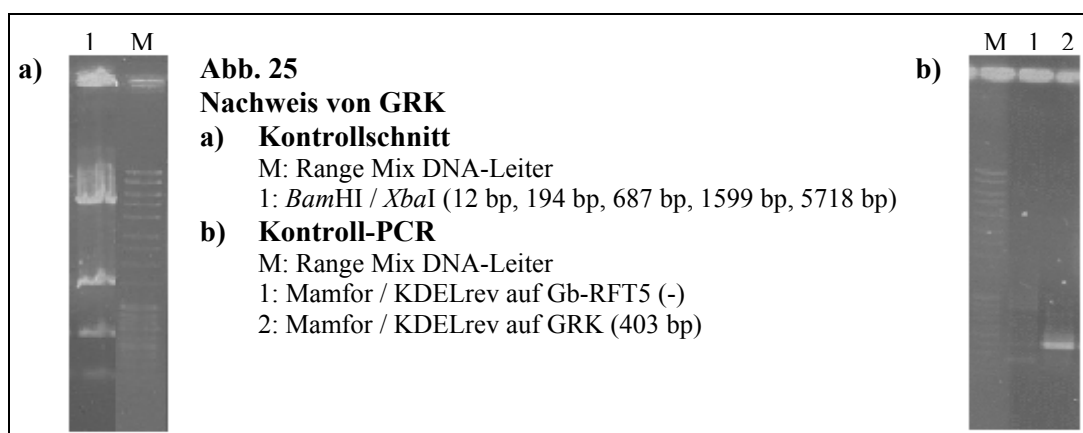 1 M
a)
Abb. 25
Nachweis von GRK
a) Kontrollschnitt
M: Range Mix DNA-Leiter
1: BamHI / XbaI (12 bp, 194 bp, 687 bp, 1599 bp, 5718 bp)
b) Kontroll-PCR
M: Range Mix DNA-Leiter
1: Mamfor / KDELrev auf Gb-RFT5 (-)
2: Mamfor / KDELrev auf GRK (403 bp)
b)
M 1 2